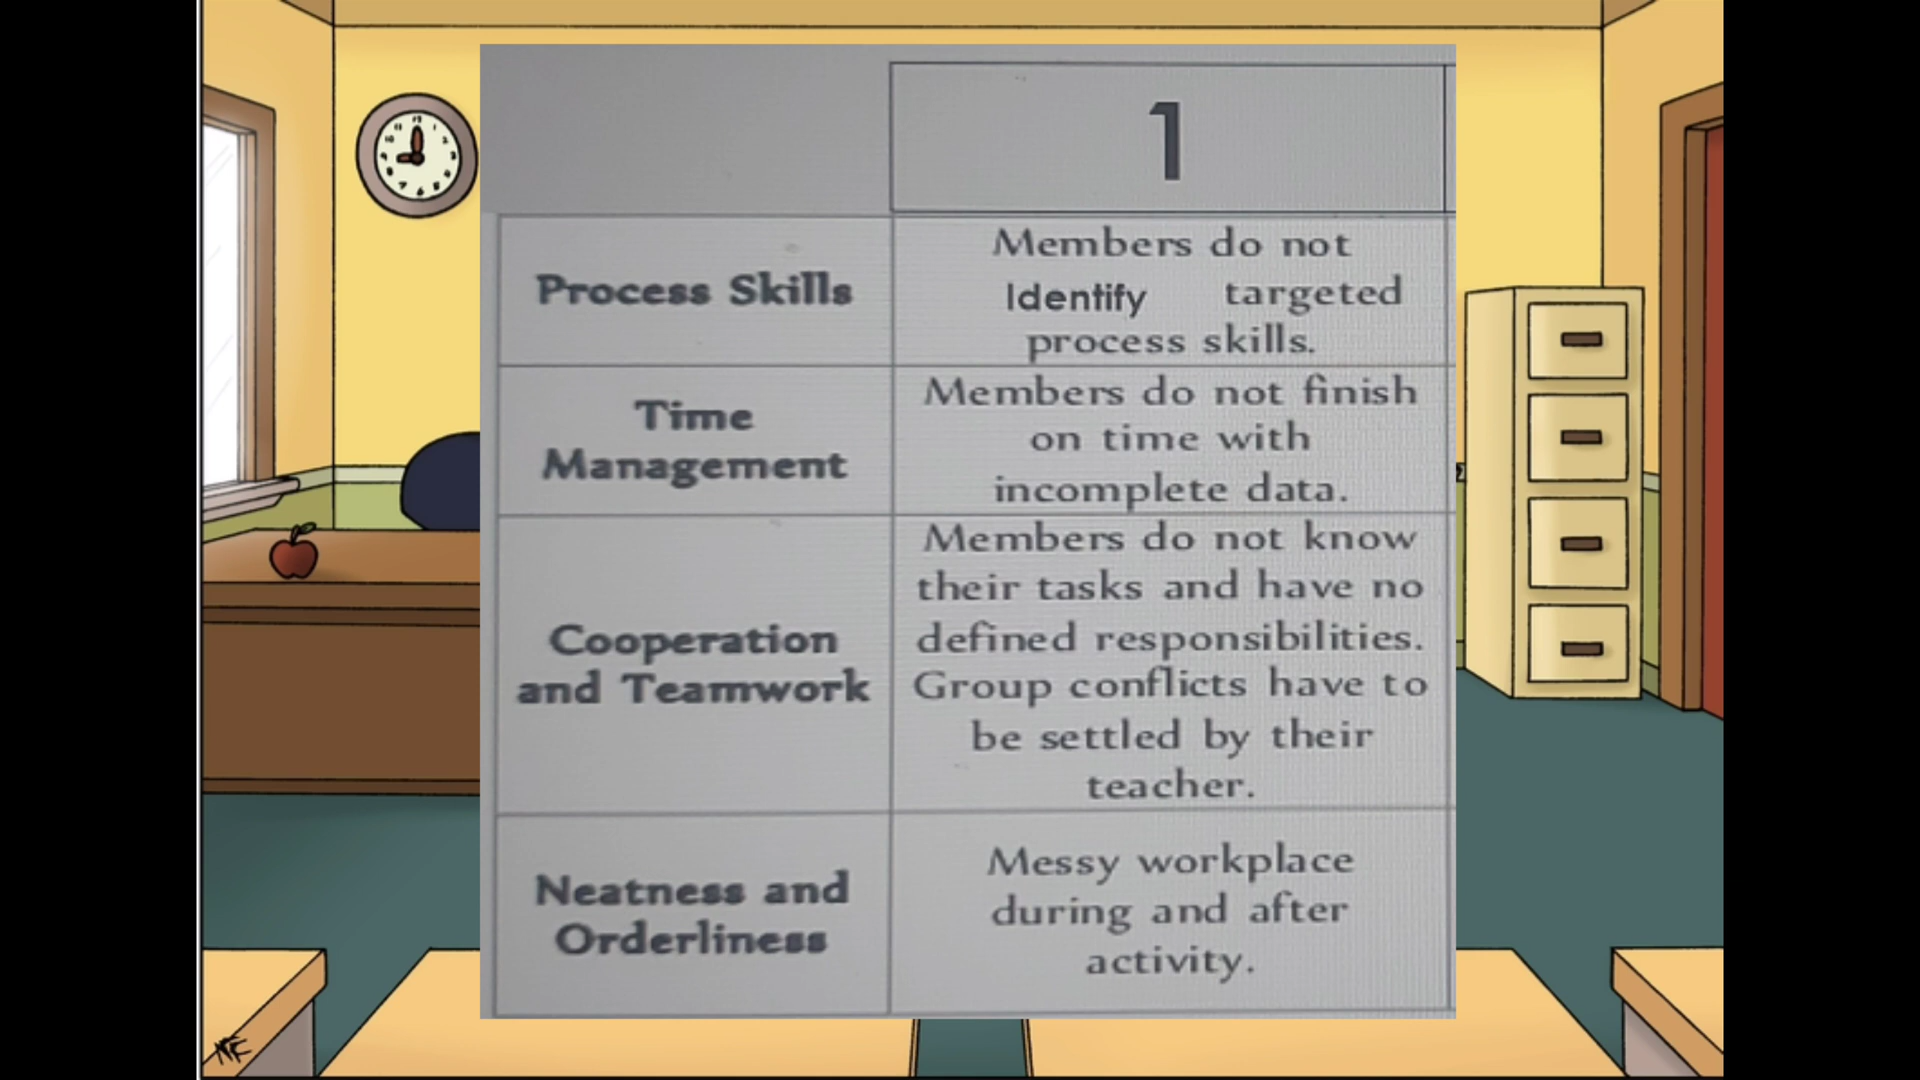 1
Process Skills
Members do not
Identify targeted
process skills.
Time
Management
Members do not finish
on time with
incomplete data.
Cooperation
and Teamwork
Members do not know
their tasks and have no
defined responsibilities.
Group conflicts have to
be settled by their
teacher.
Neatness and
Orderliness
Messy workplace
during and after
activity.